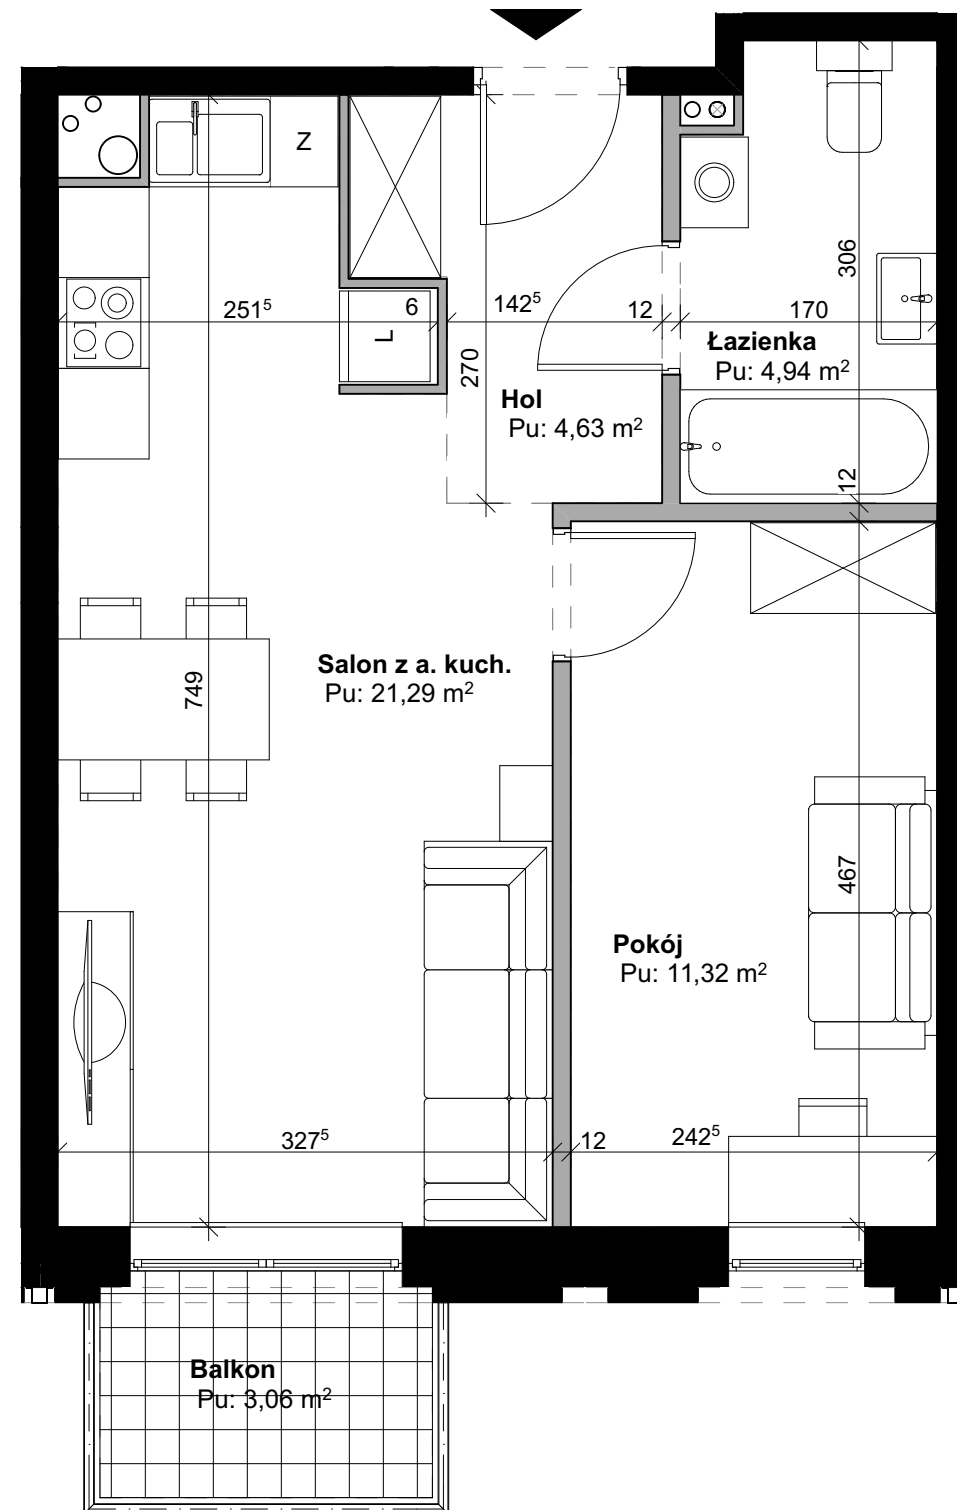 Z
306
251⁵
6
142⁵
12
170
L
270
Łazienka
Pu: 4,94 m²
Hol
Pu: 4,63 m²
12
749
Salon z a. kuch.
Pu: 21,29 m²
467
Pokój
Pu: 11,32 m²
327⁵
12
242⁵
Balkon
Pu: 3,06 m²